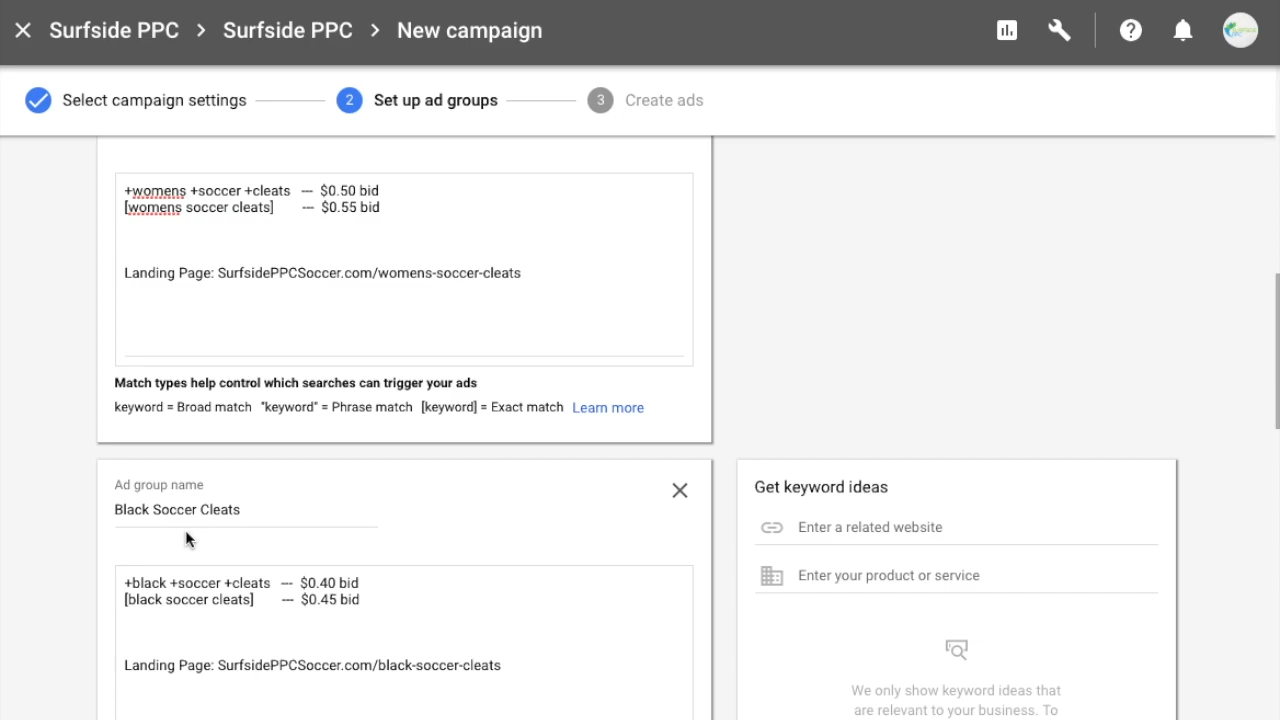 Surfside PPC > Surfside PPC > New campaign
Select campaign settings 2 Set up ad groups 3 Create ads
+womens +soccer +cleats --- $0.50 bid
[womens soccer cleats] --- $0.55 bid
Landing Page: SurfsidePPCSoccer.com/womens-soccer-cleats
Match types help control which searches can trigger your ads
keyword = Broad match "keyword" = Phrase match [keyword] = Exact match Learn more
Ad group name
Black Soccer Cleats
+black +soccer +cleats --- $0.40 bid
[black soccer cleats] --- $0.45 bid
Landing Page: SurfsidePPCSoccer.com/black-soccer-cleats
Get keyword ideas
Enter a related website
Enter your product or service
We only show keyword ideas that
are relevant to your business. To